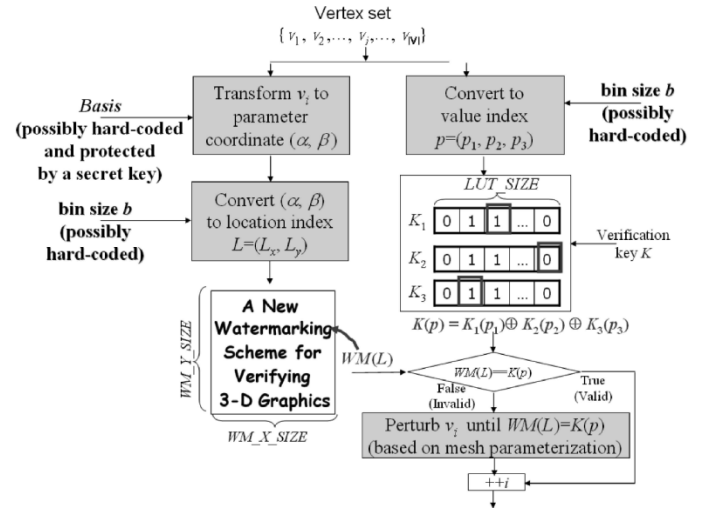 Vertex set
{ v₁, v₂,..., vⱼ,..., v|V|}
Basis
(possibly hard-coded
and protected
by a secret key)
Transform vᵢ to
parameter
coordinate (α, β)
Convert to
value index
p=(p₁, p₂, p₃)
bin size b
(possibly
hard-coded)
bin size b
(possibly
hard-coded)
Convert (α, β)
to location index
L=(Lₓ, Lᵧ)
LUT_SIZE
K₁ 0 1 1 ... 0
K₂ 0 1 1 ... 0
K₃ 0 1 1 ... 0
Verification
key K
K(p) = K₁(p₁)⊕ K₂(p₂) ⊕ K₃(p₃)
WM_Y_SIZE
A New
Watermarking
Scheme for
Verifying
3-D Graphics
WM_X_SIZE
WM(L)
WM(L)==K(p)
True
(Valid)
False
(Invalid)
Perturb vᵢ until WM(L)=K(p)
(based on mesh parameterization)
++i